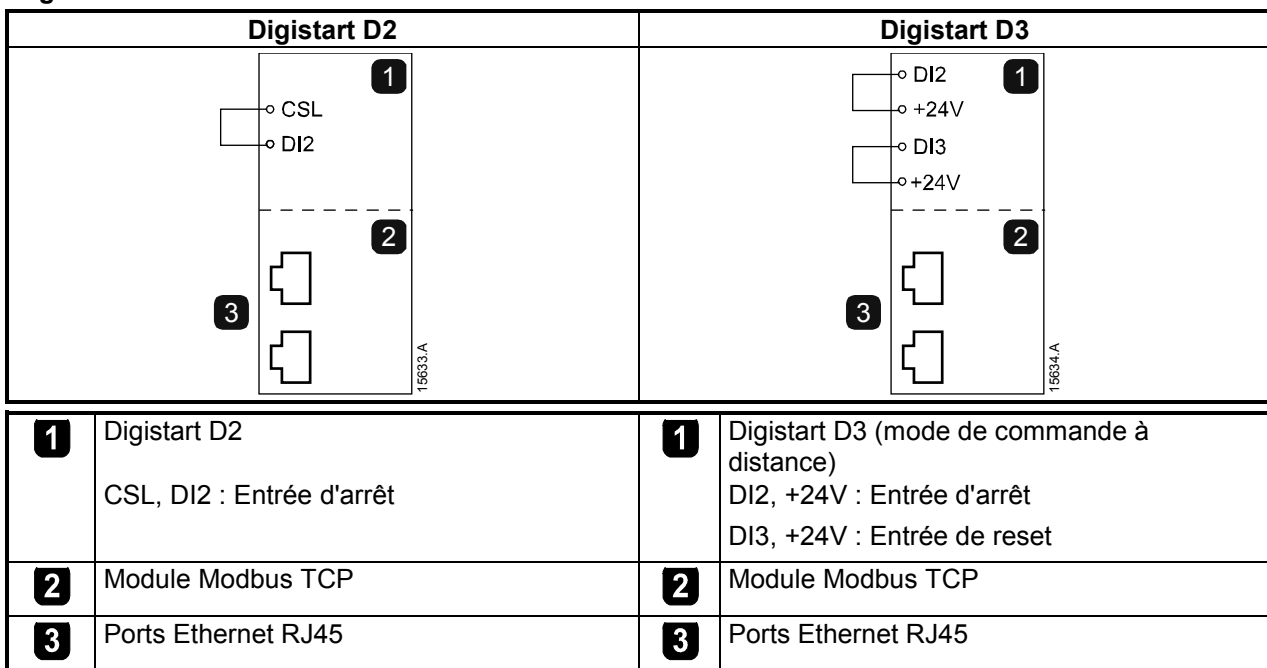 Digistart D2
Digistart D3
1
CSL
DI2
2
3
15633.A
1
DI2
+24V
DI3
+24V
2
3
15634.A
1
Digistart D2
CSL, DI2 : Entrée d'arrêt
1
Digistart D3 (mode de commande à
distance)
DI2, +24V : Entrée d'arrêt
DI3, +24V : Entrée de reset
2
Module Modbus TCP
2
Module Modbus TCP
3
Ports Ethernet RJ45
3
Ports Ethernet RJ45